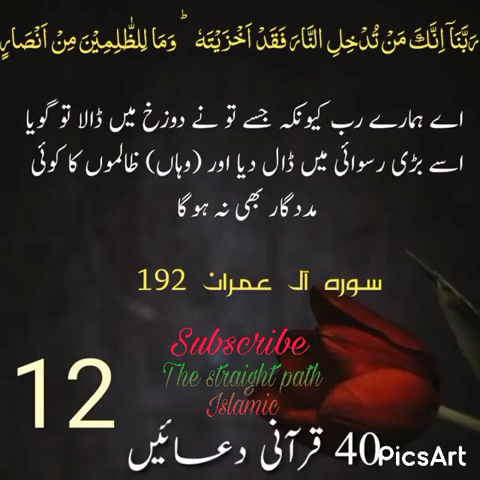 رَبَّنَآ اِنَّكَ مَنْ تُدْخِلِ النَّارَ فَقَدْ اَخْزَيْتَهٗ ؕ وَمَا لِلظّٰلِمِيْنَ مِنْ اَنْصَارٍ
اے ہمارے رب کیونکہ جسے تو نے دوزخ میں ڈالا تو گویا
اسے بڑی رسوائی میں ڈال دیا اور (وہاں) ظالموں کا کوئی
مددگار بھی نہ ہو گا
سورہ آل عمران 192
Subscribe
The straight path
Islamic
12
40 قرآنی دعائیں
PicsArt